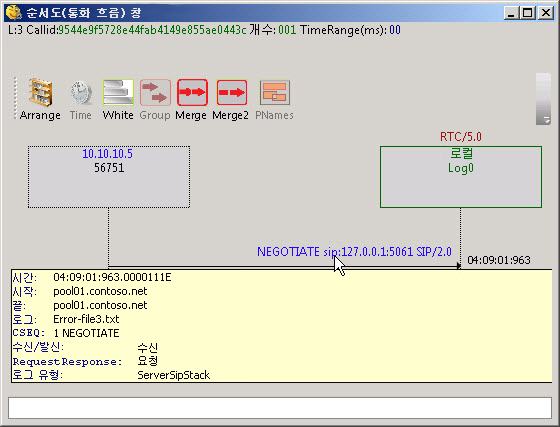 순서도(통화 흐름) 창
L:3 Callid:9544e9f5728e44fab4149e855ae0443c 개수: 001 TimeRange(ms): 00
Arrange Time White Group Merge Merge2 PNames
RTC/5.0
10.10.10.5
56751
로컬
Log0
NEGOTIATE sip:127.0.0.1:5061 SIP/2.0
04:09:01:963
시간: 04:09:01:963.0000111E
시작: pool01.contoso.net
끝: pool01.contoso.net
로그: Error-file3.txt
CSEQ: 1 NEGOTIATE
수신/발신: 수신
RequestResponse: 요청
로그 유형: ServerSipStack